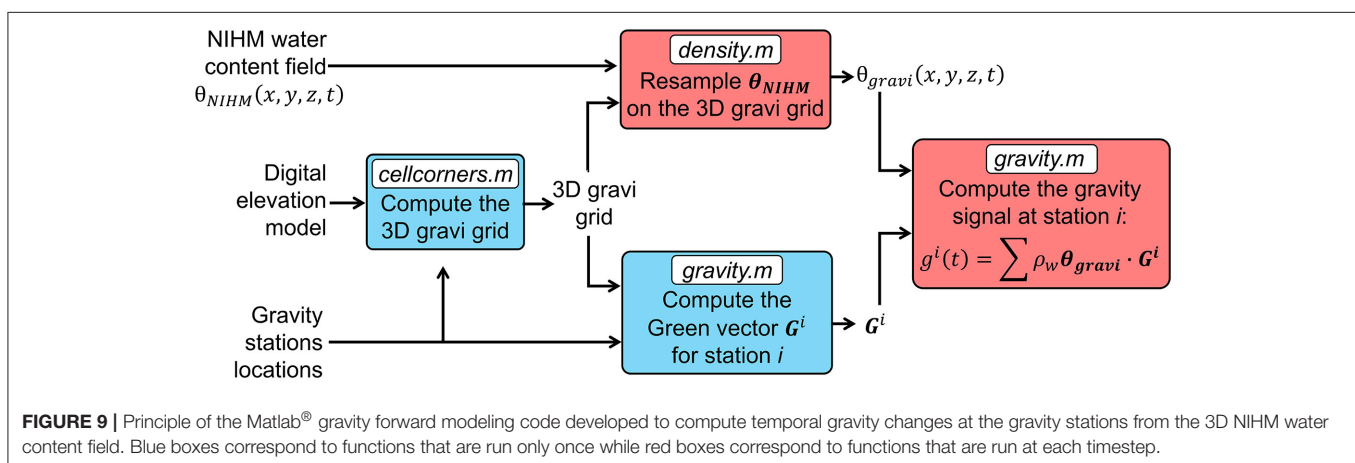 NIHM water
content field
θ_NIHM(x, y, z, t)
density.m
Resample θ_NIHM
on the 3D gravi grid
θ_gravi(x, y, z, t)
Digital
elevation
model
cellcorners.m
Compute the
3D gravi grid
3D gravi
grid
gravity.m
Compute the gravity
signal at station i:
g^i(t) = ∑ ρ_w θ_gravi · G^i
Gravity
stations
locations
gravity.m
Compute the
Green vector G^i
for station i
G^i
FIGURE 9 | Principle of the Matlab® gravity forward modeling code developed to compute temporal gravity changes at the gravity stations from the 3D NIHM water
content field. Blue boxes correspond to functions that are run only once while red boxes correspond to functions that are run at each timestep.